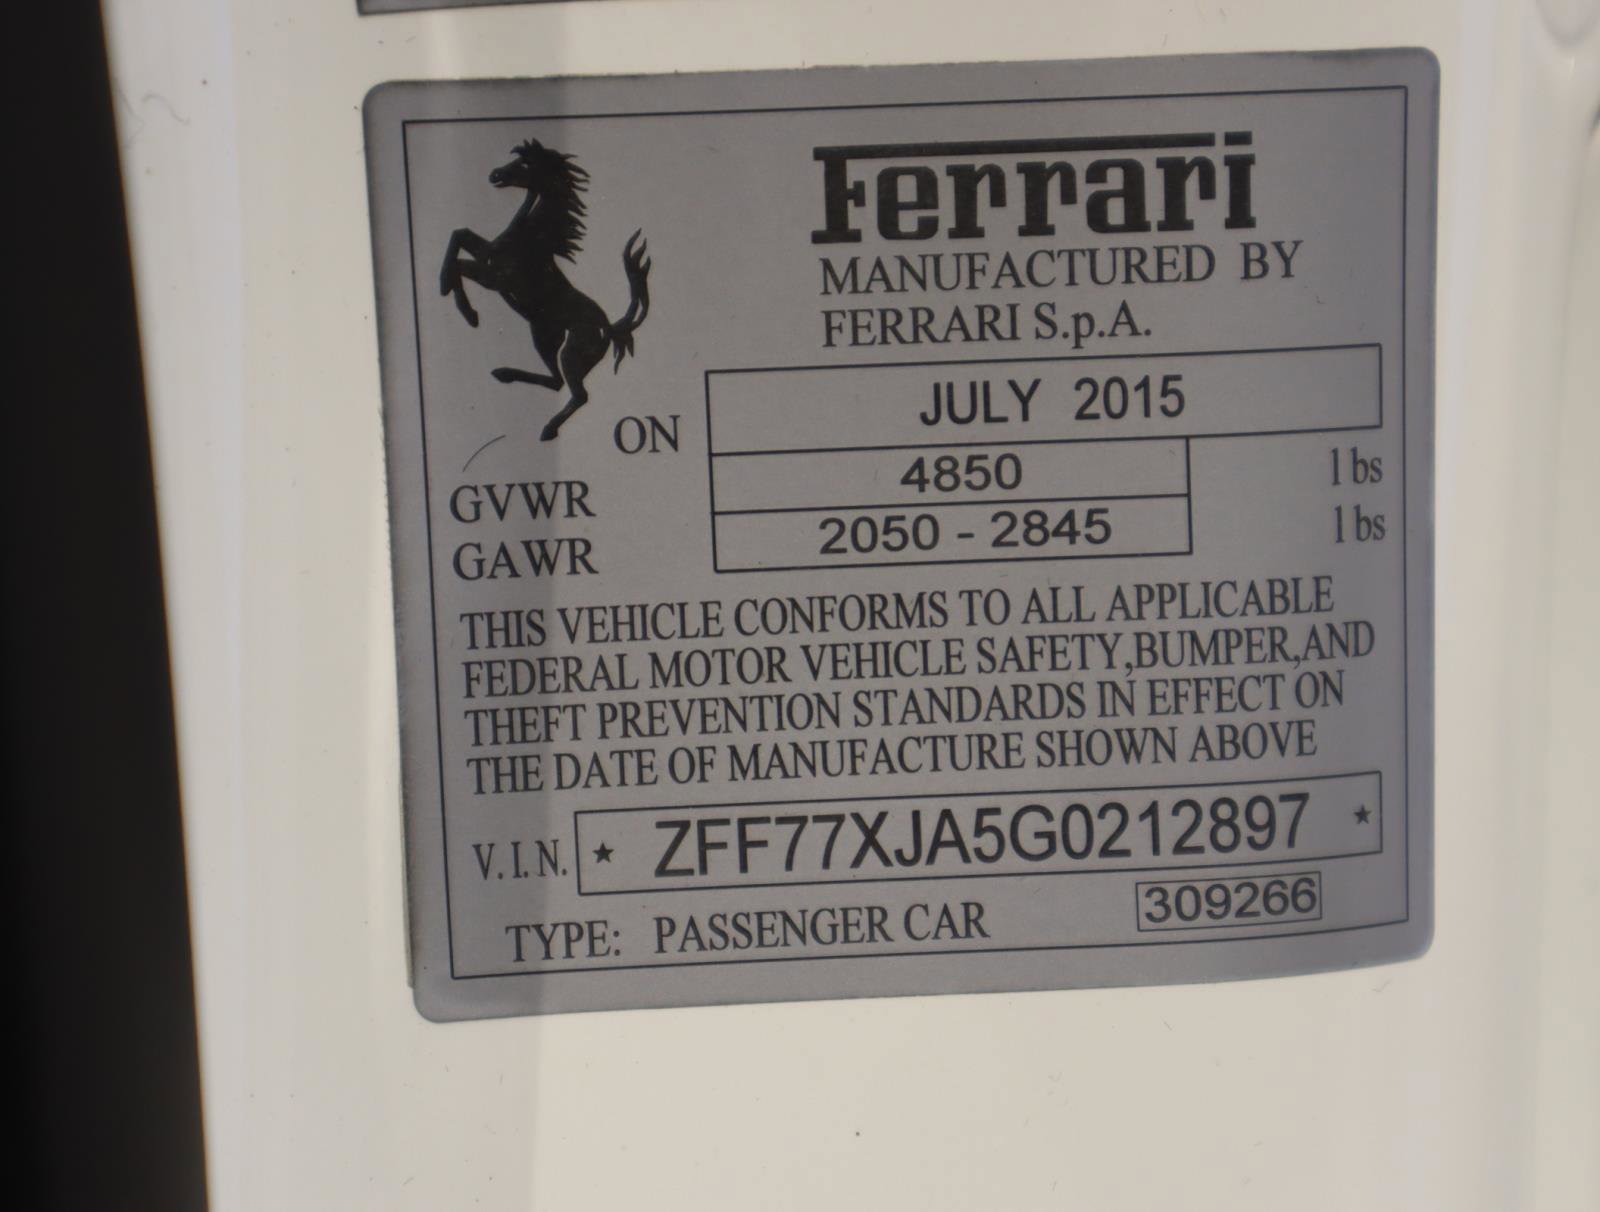 Ferrari
MANUFACTURED BY
FERRARI S.p.A.
ON JULY 2015
GVWR 4850 lbs
GAWR 2050 - 2845 lbs
THIS VEHICLE CONFORMS TO ALL APPLICABLE
FEDERAL MOTOR VEHICLE SAFETY,BUMPER,AND
THEFT PREVENTION STANDARDS IN EFFECT ON
THE DATE OF MANUFACTURE SHOWN ABOVE
V.I.N. ★ ZFF77XJA5G0212897 ★
TYPE: PASSENGER CAR 309266